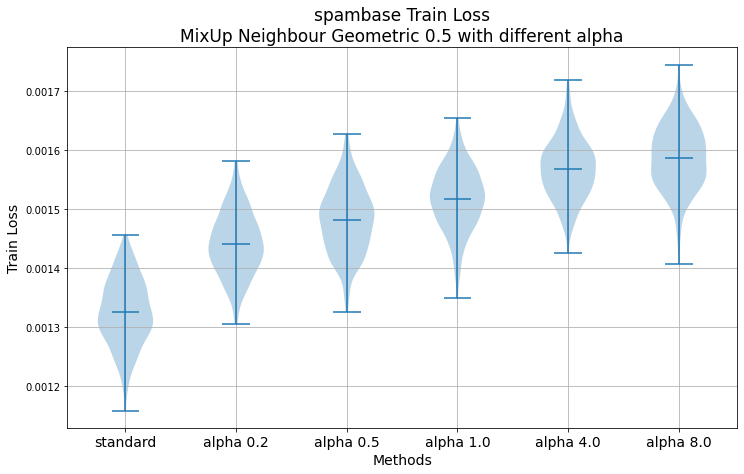 spambase Train Loss
MixUp Neighbour Geometric 0.5 with different alpha
0.0017
0.0016
0.0015
0.0014
0.0013
0.0012
Train Loss
standard alpha 0.2 alpha 0.5 alpha 1.0 alpha 4.0 alpha 8.0
Methods